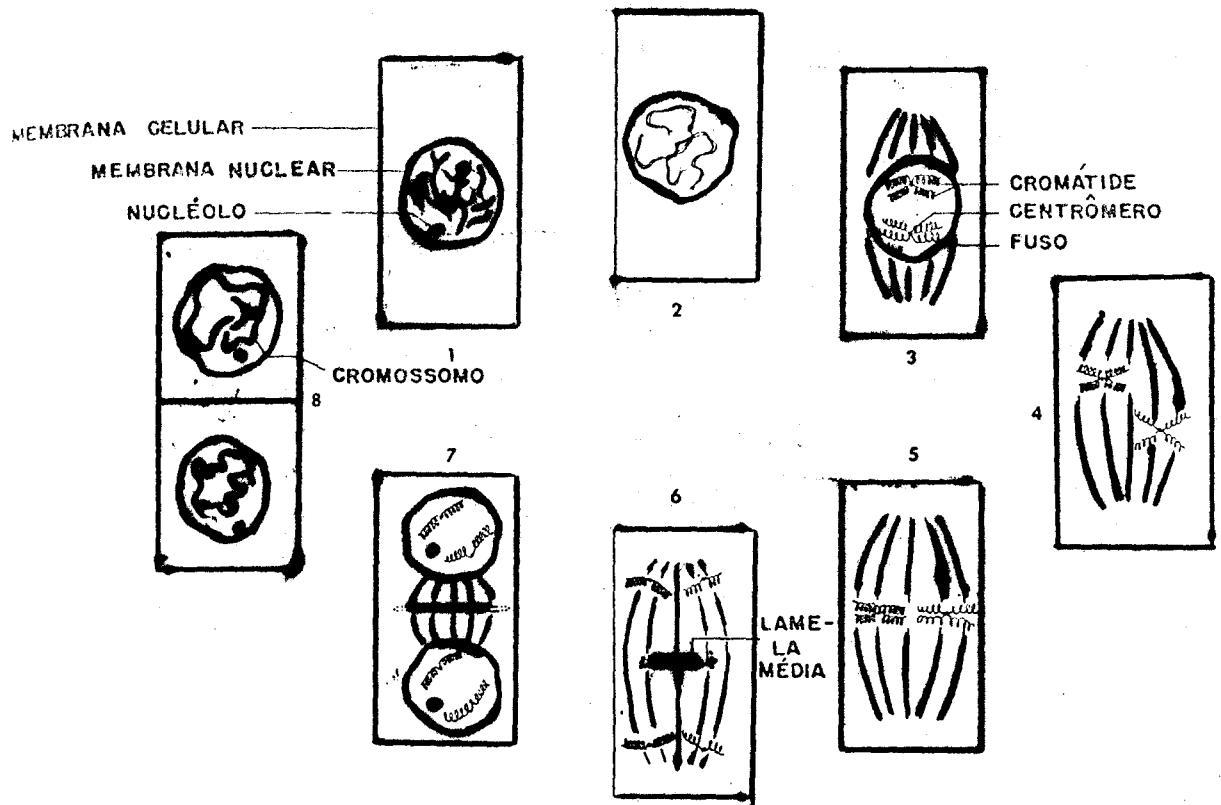 MEMBRANA CELULAR
MEMBRANA NUCLEAR
NUCLÉOLO
1
2
CROMÁTIDE
CENTRÔMERO
FUSO
3
4
CROMOSSOMO
8
7
6
5
LAME-
LA
MÉDIA